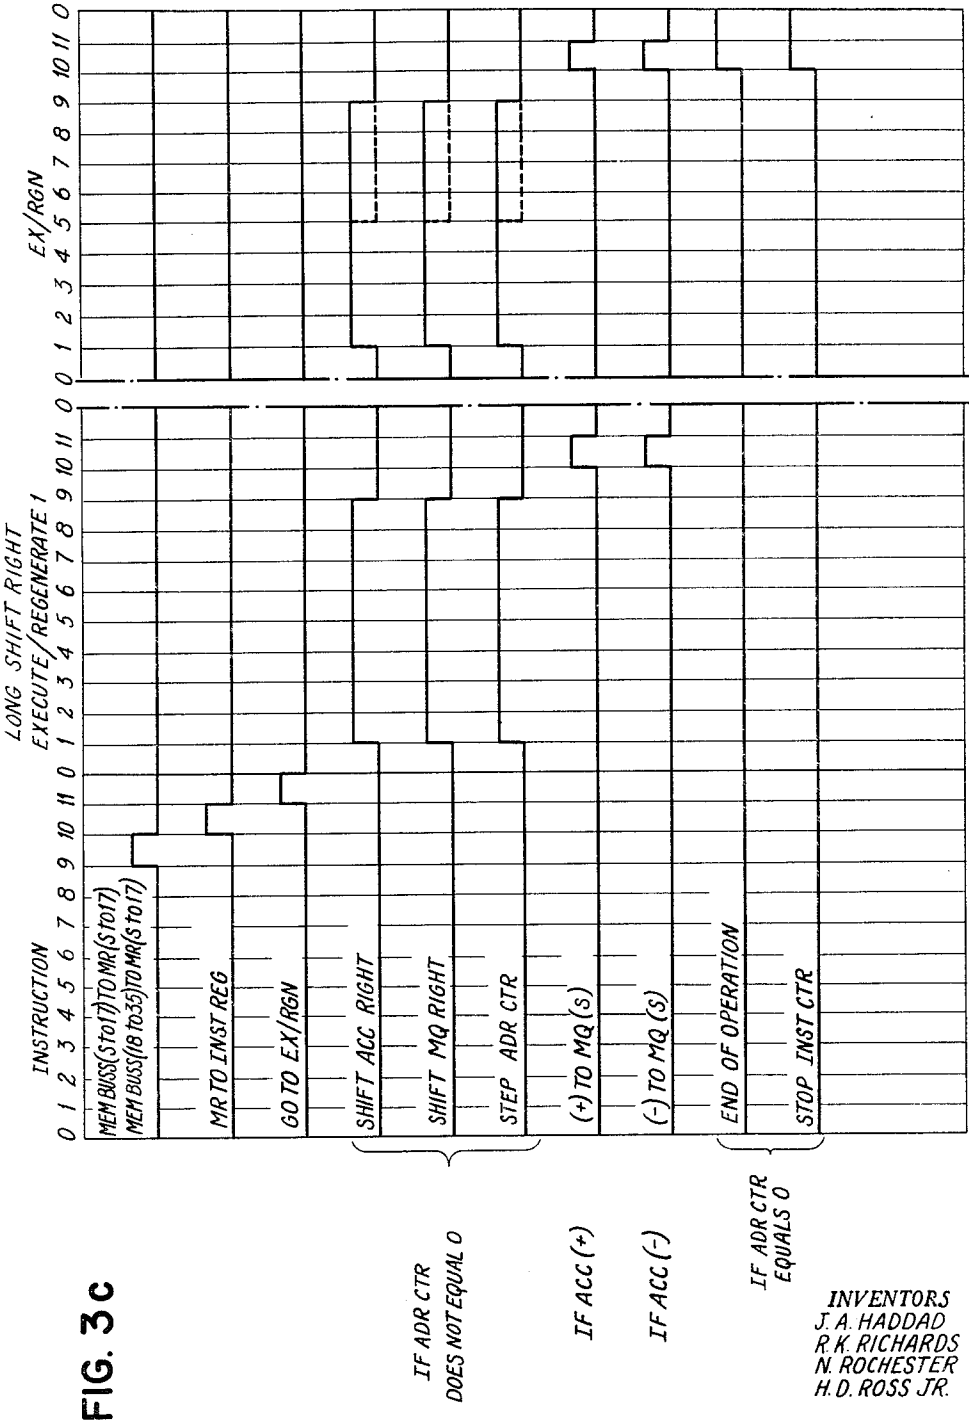 FIG. 3c
LONG SHIFT RIGHT
INSTRUCTION
EXECUTE/REGENERATE 1
EX/RGN
0 1 2 3 4 5 6 7 8 9 10 11 0 1 2 3 4 5 6 7 8 9 10 11 0
0 1 2 3 4 5 6 7 8 9 10 11 0
MEM BUSS(S to 17) TO MR(S to 17)
MEM BUSS(18 to 35) TO MR(S to 17)
MR TO INST REG
GO TO EX/RGN
IF ADR CTR
DOES NOT EQUAL 0
SHIFT ACC RIGHT
SHIFT MQ RIGHT
STEP ADR CTR
IF ACC (+)
(+) TO MQ (S)
IF ACC (-)
(-) TO MQ (S)
IF ADR CTR
EQUALS 0
END OF OPERATION
STOP INST CTR
INVENTORS
J. A. HADDAD
R. K. RICHARDS
N. ROCHESTER
H. D. ROSS JR.